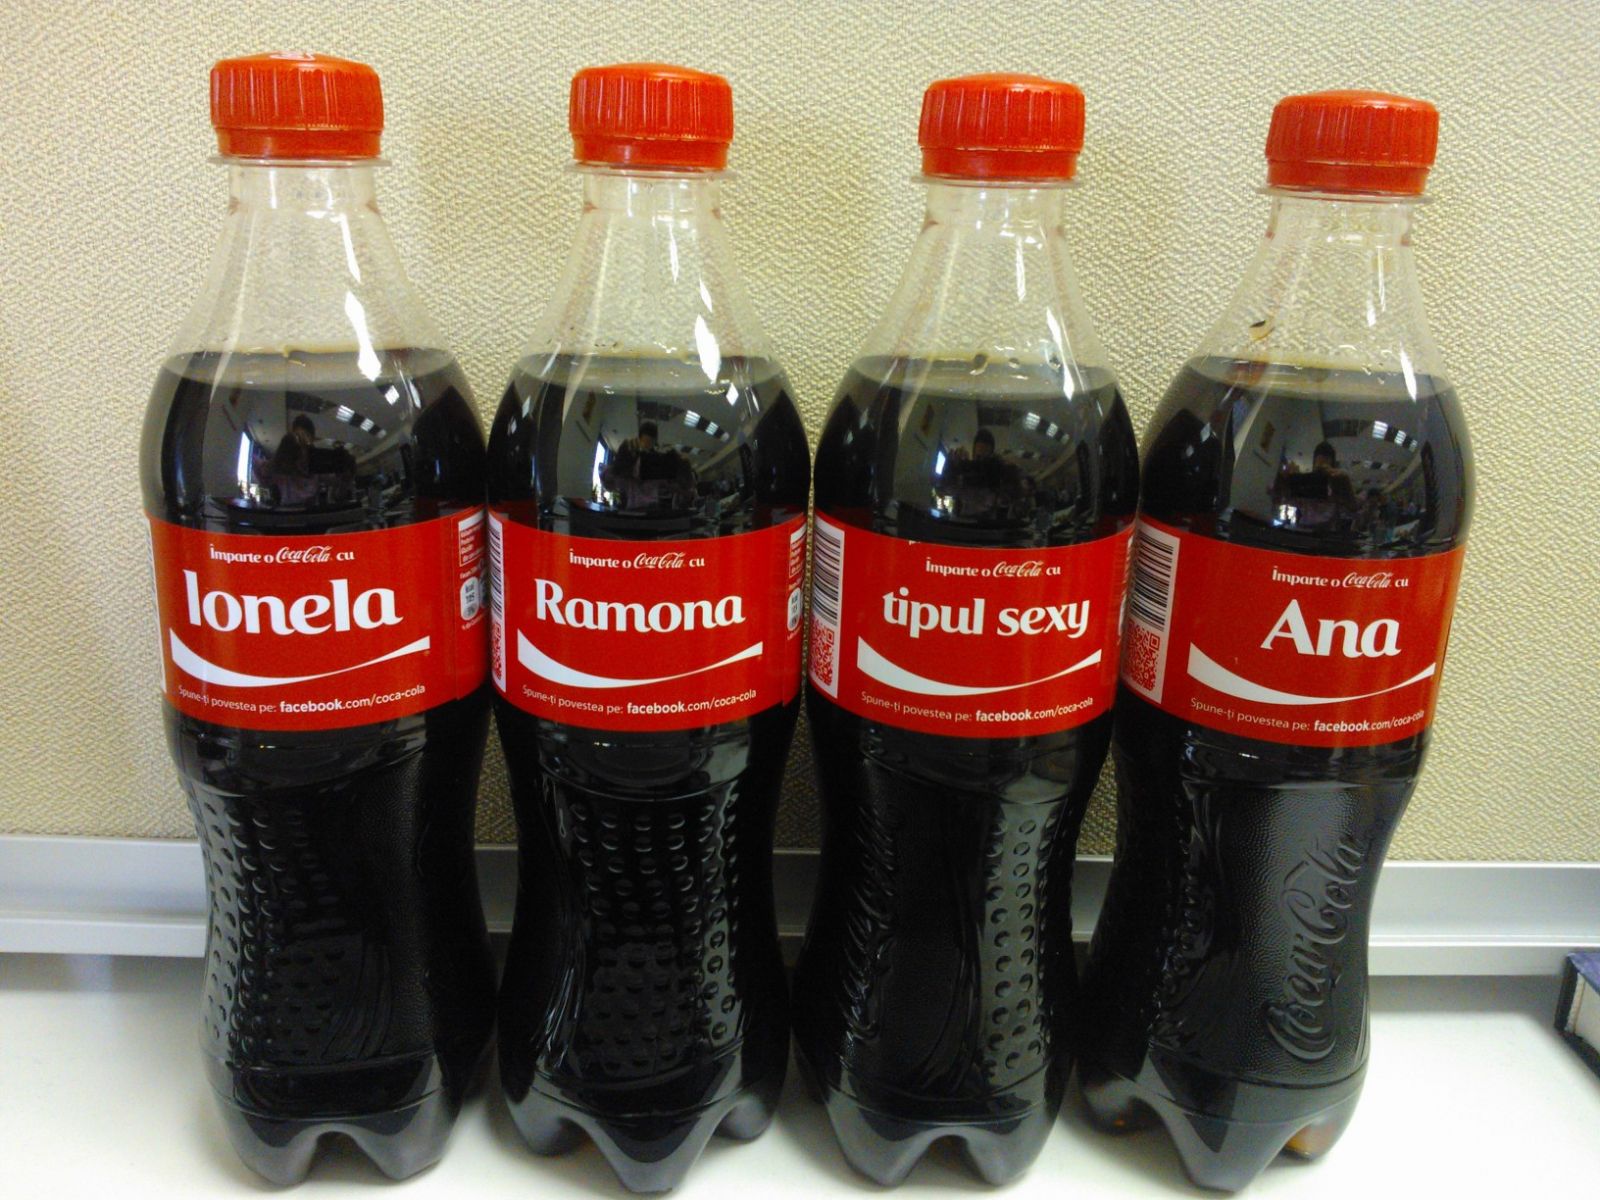 Împarte o Coca-Cola cu
Ionela
Spune-ți povestea pe: facebook.com/coca-cola
Împarte o Coca-Cola cu
Ramona
Spune-ți povestea pe: facebook.com/coca-cola
Împarte o Coca-Cola cu
tipul sexy
Spune-ți povestea pe: facebook.com/coca-cola
Împarte o Coca-Cola cu
Ana
Spune-ți povestea pe: facebook.com/coca-cola
Coca-Cola
Coca-Cola